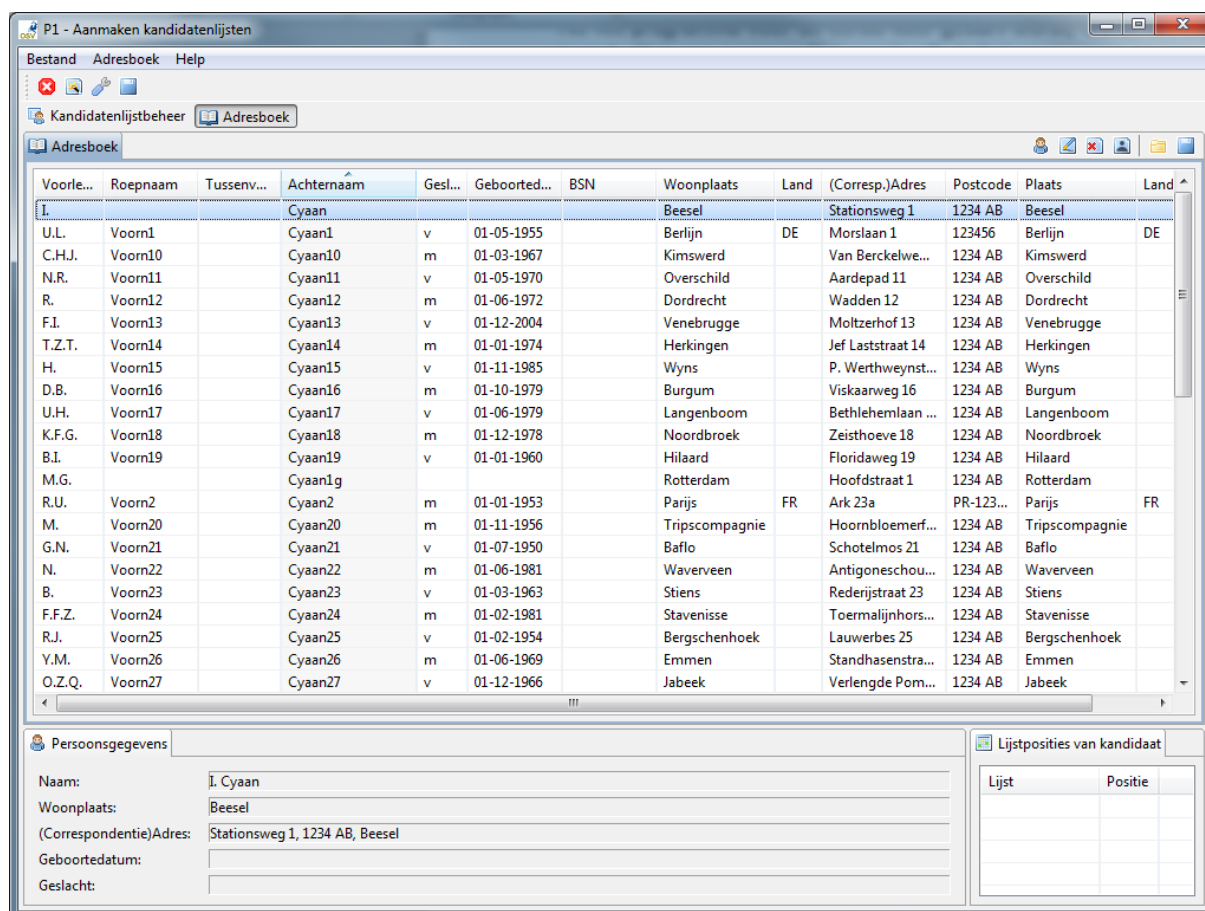 P1 - Aanmaken kandidatenlijsten
Bestand Adresboek Help
Kandidatenlijstbeheer Adresboek
Adresboek
Voorle... Roepnaam Tussenv... Achternaam Gesl... Geboorted... BSN Woonplaats Land (Corresp.)Adres Postcode Plaats Land
I. Cyaan Beesel Stationsweg 1 1234 AB Beesel
U.L. Voorn1 Cyaan1 v 01-05-1955 Berlijn DE Morslaan 1 123456 Berlijn DE
C.H.J. Voorn10 Cyaan10 m 01-03-1967 Kimswerd Van Berckelwe... 1234 AB Kimswerd
N.R. Voorn11 Cyaan11 v 01-05-1970 Overschild Aardepad 11 1234 AB Overschild
R. Voorn12 Cyaan12 m 01-06-1972 Dordrecht Wadden 12 1234 AB Dordrecht
F.I. Voorn13 Cyaan13 v 01-12-2004 Venebrugge Moltzerhof 13 1234 AB Venebrugge
T.Z.T. Voorn14 Cyaan14 m 01-01-1974 Herkingen Jef Laststraat 14 1234 AB Herkingen
H. Voorn15 Cyaan15 v 01-11-1985 Wyns P. Werthweynst... 1234 AB Wyns
D.B. Voorn16 Cyaan16 m 01-10-1979 Burgum Viskaarweg 16 1234 AB Burgum
U.H. Voorn17 Cyaan17 v 01-06-1979 Langenboom Bethlehemlaan ... 1234 AB Langenboom
K.F.G. Voorn18 Cyaan18 m 01-12-1978 Noordbroek Zeisthoeve 18 1234 AB Noordbroek
B.I. Voorn19 Cyaan19 v 01-01-1960 Hilaard Floridaweg 19 1234 AB Hilaard
M.G. Cyaan1g Rotterdam Hoofdstraat 1 1234 AB Rotterdam
R.U. Voorn2 Cyaan2 m 01-01-1953 Parijs FR Ark 23a PR-123... Parijs FR
M. Voorn20 Cyaan20 m 01-11-1956 Tripscompagnie Hoornbloemerf... 1234 AB Tripscompagnie
G.N. Voorn21 Cyaan21 v 01-07-1950 Baflo Schotelmos 21 1234 AB Baflo
N. Voorn22 Cyaan22 m 01-06-1981 Waverveen Antigoneschou... 1234 AB Waverveen
B. Voorn23 Cyaan23 v 01-03-1963 Stiens Rederijstraat 23 1234 AB Stiens
F.F.Z. Voorn24 Cyaan24 m 01-02-1981 Stavenisse Toermalijnhors... 1234 AB Stavenisse
R.J. Voorn25 Cyaan25 v 01-02-1954 Bergschenhoek Lauwerbes 25 1234 AB Bergschenhoek
Y.M. Voorn26 Cyaan26 m 01-06-1969 Emmen Standhasenstra... 1234 AB Emmen
O.Z.Q. Voorn27 Cyaan27 v 01-12-1966 Jabeek Verlengde Pom... 1234 AB Jabeek
Persoonsgegevens
Naam: I. Cyaan
Woonplaats: Beesel
(Correspondentie)Adres: Stationsweg 1, 1234 AB, Beesel
Geboortedatum:
Geslacht:
Lijstposities van kandidaat
Lijst Positie